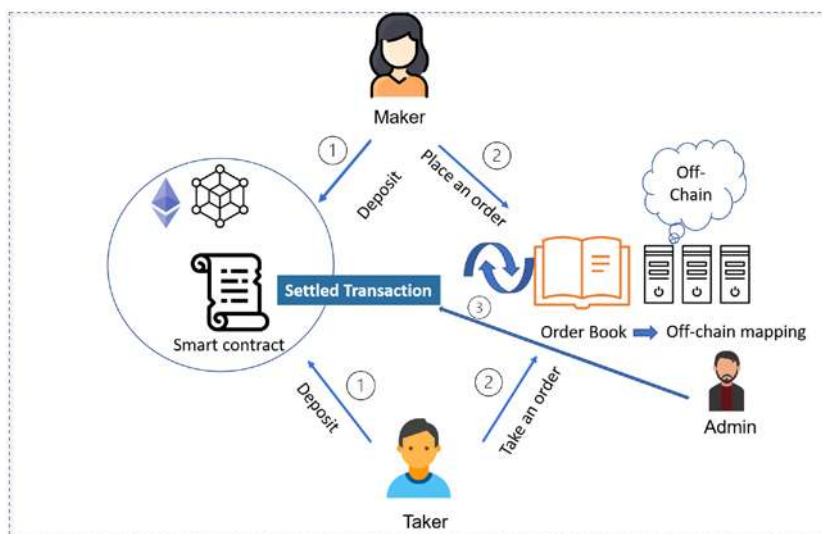 Maker
1
2
Deposit
Place an order
Off-
Chain
Settled Transaction
Smart contract
3
Order Book
Off-chain mapping
1
2
Deposit
Take an order
Admin
Taker